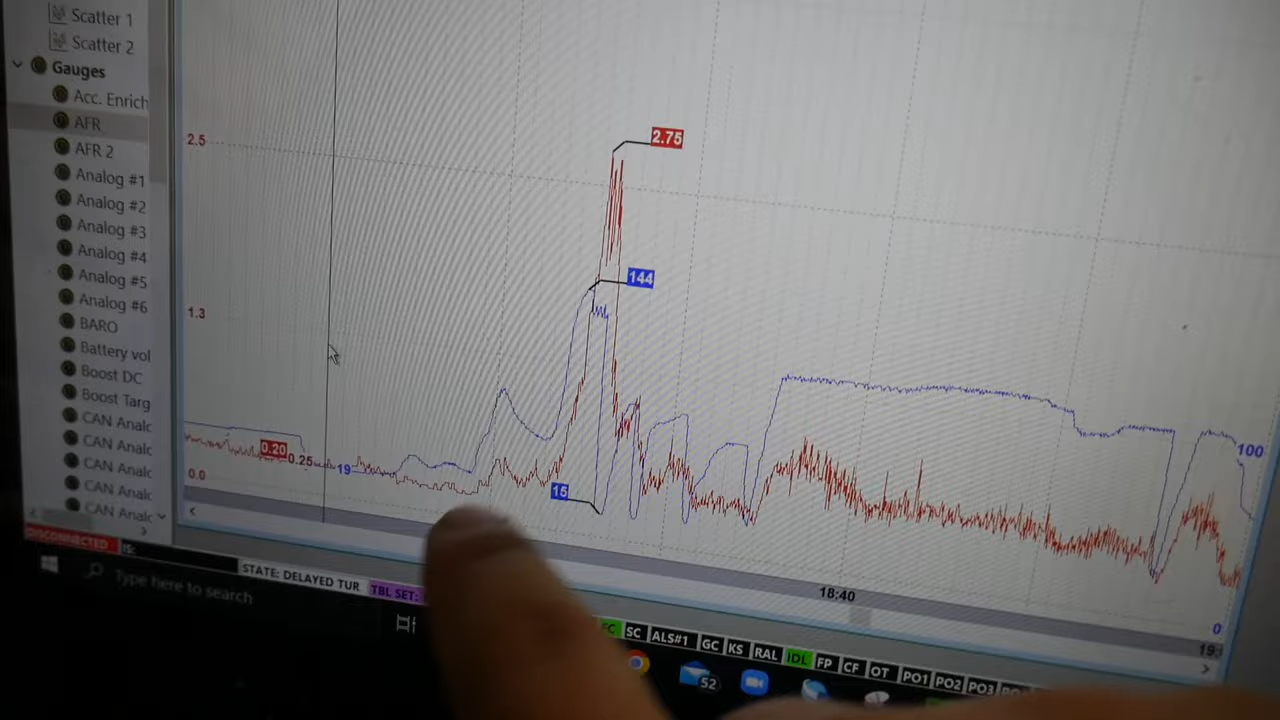 Scatter 1
Scatter 2
Gauges
Acc. Enrich
AFR
AFR 2
Analog #1
Analog #2
Analog #3
Analog #4
Analog #5
Analog #6
BARO
Battery vol
Boost DC
Boost Targ
CAN Analc
CAN Analc
CAN Analc
CAN Analc
CAN Analc
2.5
1.3
0.0
2.75
144
0.20
0.25
19
15
100
0
18:40
19:
DISCONNECTED
IS:
STATE: DELAYED TUR
TBL SET:
FC
SC
ALS#1
GC
KS
RAL
IDL
FP
CF
OT
PO1
PO2
PO3
Type here to search
52